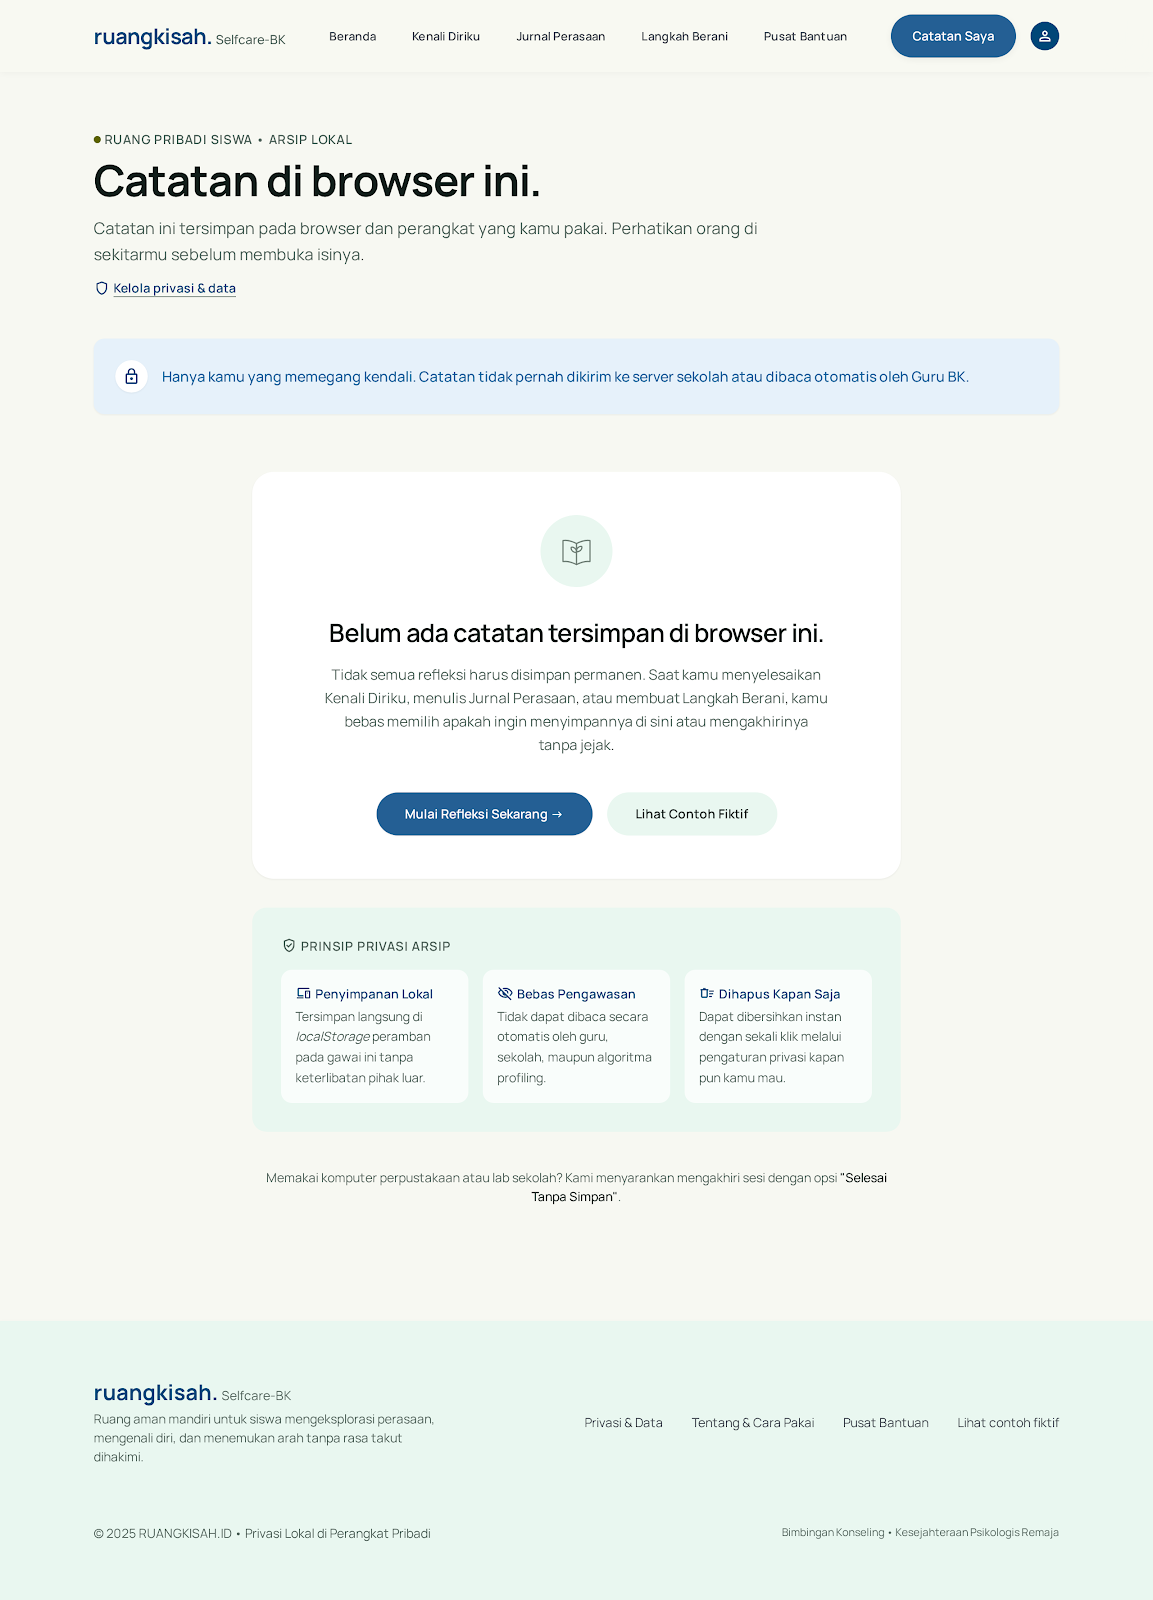 ruangkisah. Selfcare-BK
Beranda
Kenali Diriku
Jurnal Perasaan
Langkah Berani
Pusat Bantuan
Catatan Saya
RUANG PRIBADI SISWA • ARSIP LOKAL
Catatan di browser ini.
Catatan ini tersimpan pada browser dan perangkat yang kamu pakai. Perhatikan orang di
sekitarmu sebelum membuka isinya.
Kelola privasi & data
Hanya kamu yang memegang kendali. Catatan tidak pernah dikirim ke server sekolah atau dibaca otomatis oleh Guru BK.
Belum ada catatan tersimpan di browser ini.
Tidak semua refleksi harus disimpan permanen. Saat kamu menyelesaikan
Kenali Diriku, menulis Jurnal Perasaan, atau membuat Langkah Berani, kamu
bebas memilih apakah ingin menyimpannya di sini atau mengakhirinya
tanpa jejak.
Mulai Refleksi Sekarang →
Lihat Contoh Fiktif
PRINSIP PRIVASI ARSIP
Penyimpanan Lokal
Tersimpan langsung di
localStorage peramban
pada gawai ini tanpa
keterlibatan pihak luar.
Bebas Pengawasan
Tidak dapat dibaca secara
otomatis oleh guru,
sekolah, maupun algoritma
profiling.
Dihapus Kapan Saja
Dapat dibersihkan instan
dengan sekali klik melalui
pengaturan privasi kapan
pun kamu mau.
Memakai komputer perpustakaan atau lab sekolah? Kami menyarankan mengakhiri sesi dengan opsi "Selesai
Tanpa Simpan".
ruangkisah. Selfcare-BK
Ruang aman mandiri untuk siswa mengeksplorasi perasaan,
mengenali diri, dan menemukan arah tanpa rasa takut
dihakimi.
Privasi & Data
Tentang & Cara Pakai
Pusat Bantuan
Lihat contoh fiktif
© 2025 RUANGKISAH.ID • Privasi Lokal di Perangkat Pribadi
Bimbingan Konseling • Kesejahteraan Psikologis Remaja